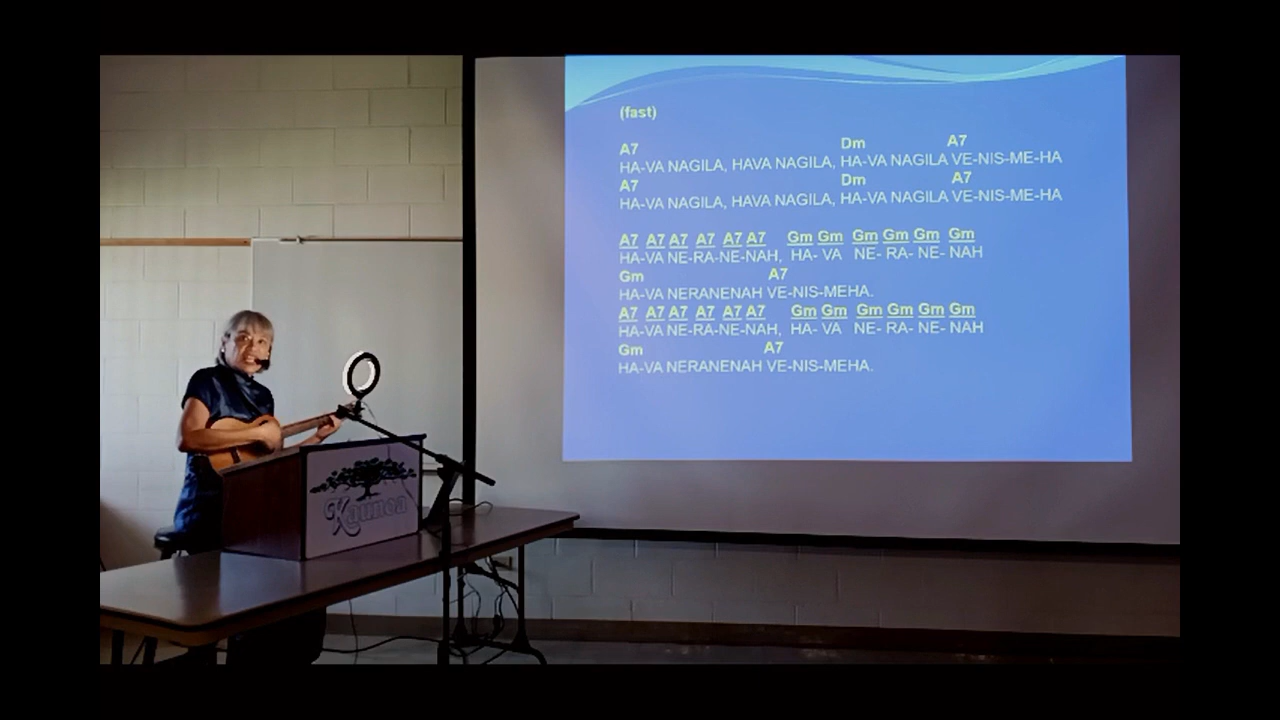 (fast)
A7 Dm A7
HA-VA NAGILA, HAVA NAGILA, HA-VA NAGILA VE-NIS-ME-HA
A7 Dm A7
HA-VA NAGILA, HAVA NAGILA, HA-VA NAGILA VE-NIS-ME-HA
A7 A7 A7 A7 A7 A7 Gm Gm Gm Gm Gm Gm
HA-VA NE-RA-NE-NAH, HA- VA NE- RA- NE- NAH
Gm A7
HA-VA NERANENAH VE-NIS-MEHA.
A7 A7 A7 A7 A7 A7 Gm Gm Gm Gm Gm Gm
HA-VA NE-RA-NE-NAH, HA- VA NE- RA- NE- NAH
Gm A7
HA-VA NERANENAH VE-NIS-MEHA.
Kaunoa